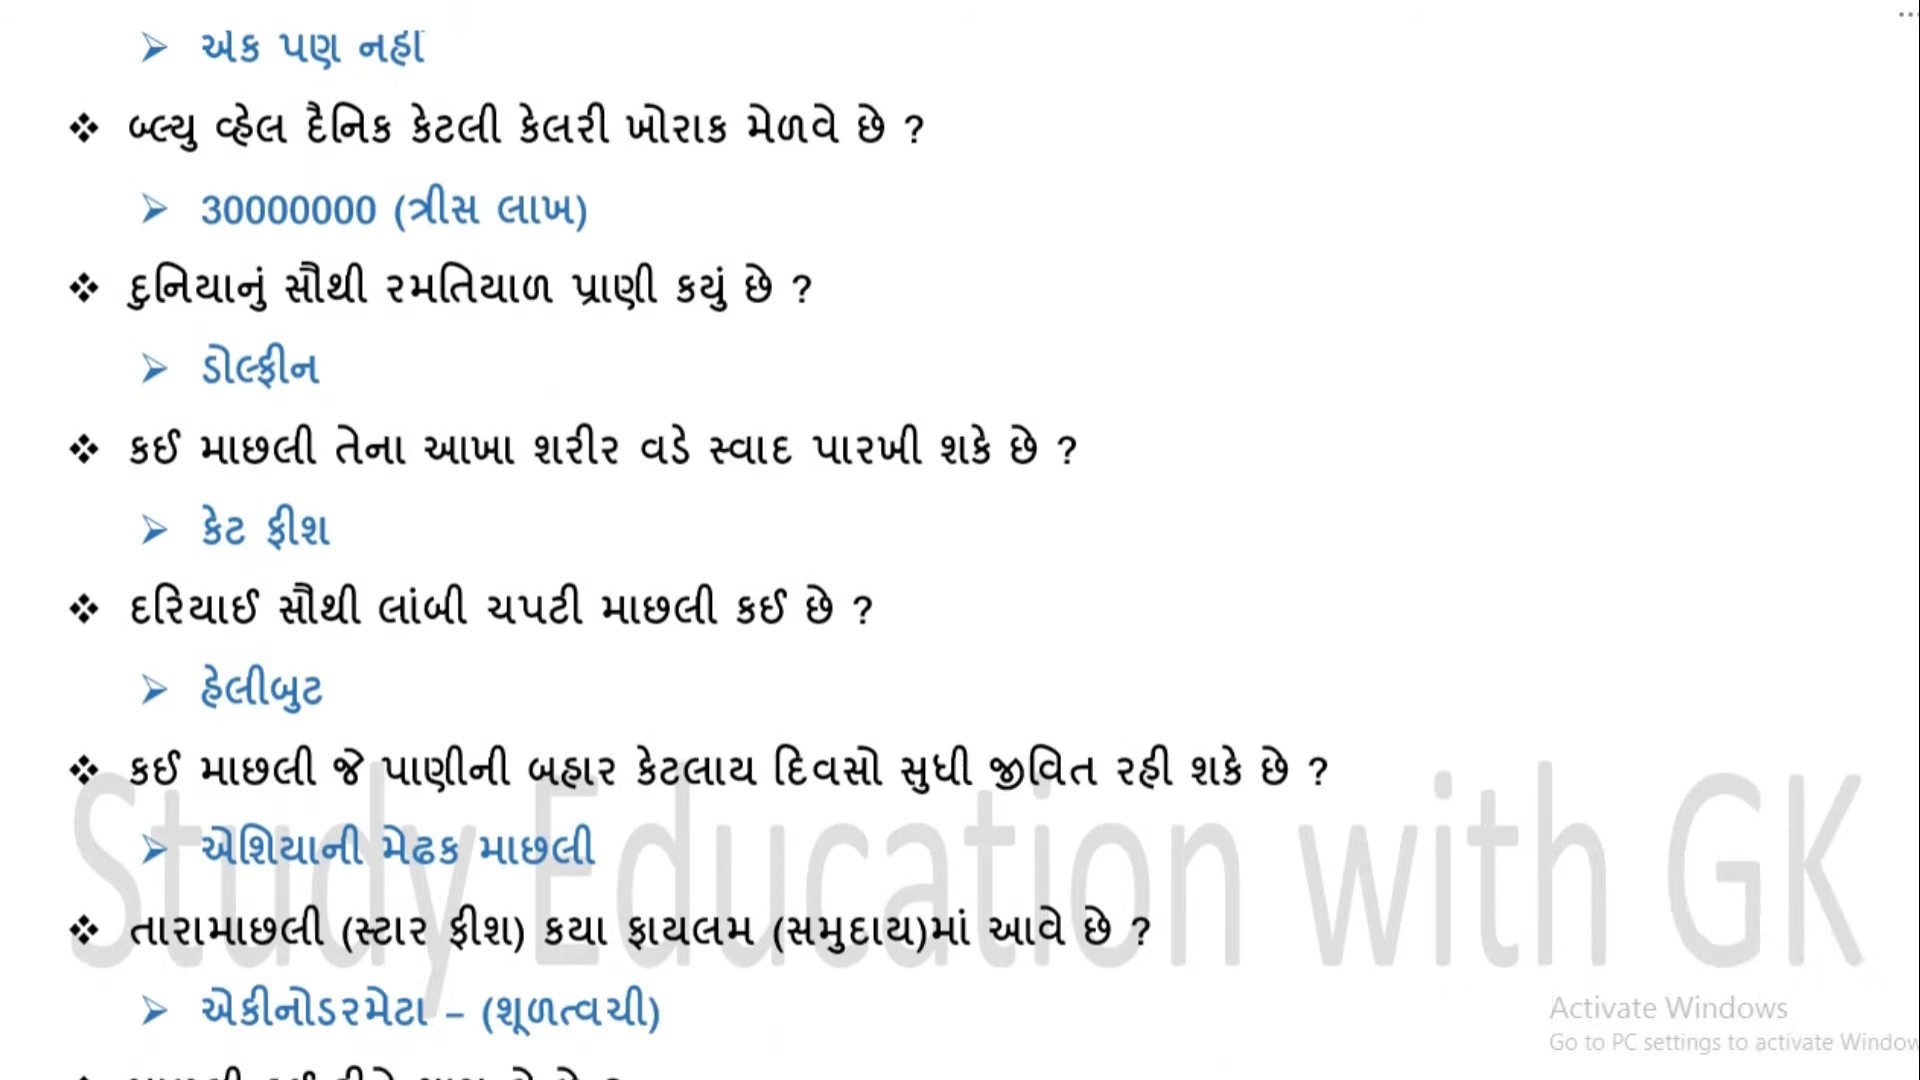 એક પણ નહીં
બ્લ્યુ વ્હેલ દૈનિક કેટલી કેલરી ખોરાક મેળવે છે ?
30000000 (ત્રીસ લાખ)
દુનિયાનું સૌથી રમતિયાળ પ્રાણી કયું છે ?
ડોલ્ફીન
કઈ માછલી તેના આખા શરીર વડે સ્વાદ પારખી શકે છે ?
કેટ ફીશ
દરિયાઈ સૌથી લાંબી ચપટી માછલી કઈ છે ?
હેલીબુટ
કઈ માછલી જે પાણીની બહાર કેટલાય દિવસો સુધી જીવિત રહી શકે છે ?
એશિયાની મેઢક માછલી
Study Education with GK
તારામાછલી (સ્ટાર ફીશ) કયા ફાયલમ (સમુદાય)માં આવે છે ?
એકીનોડરમેટા – (શૂળત્વચી)
Activate Windows
Go to PC settings to activate Window